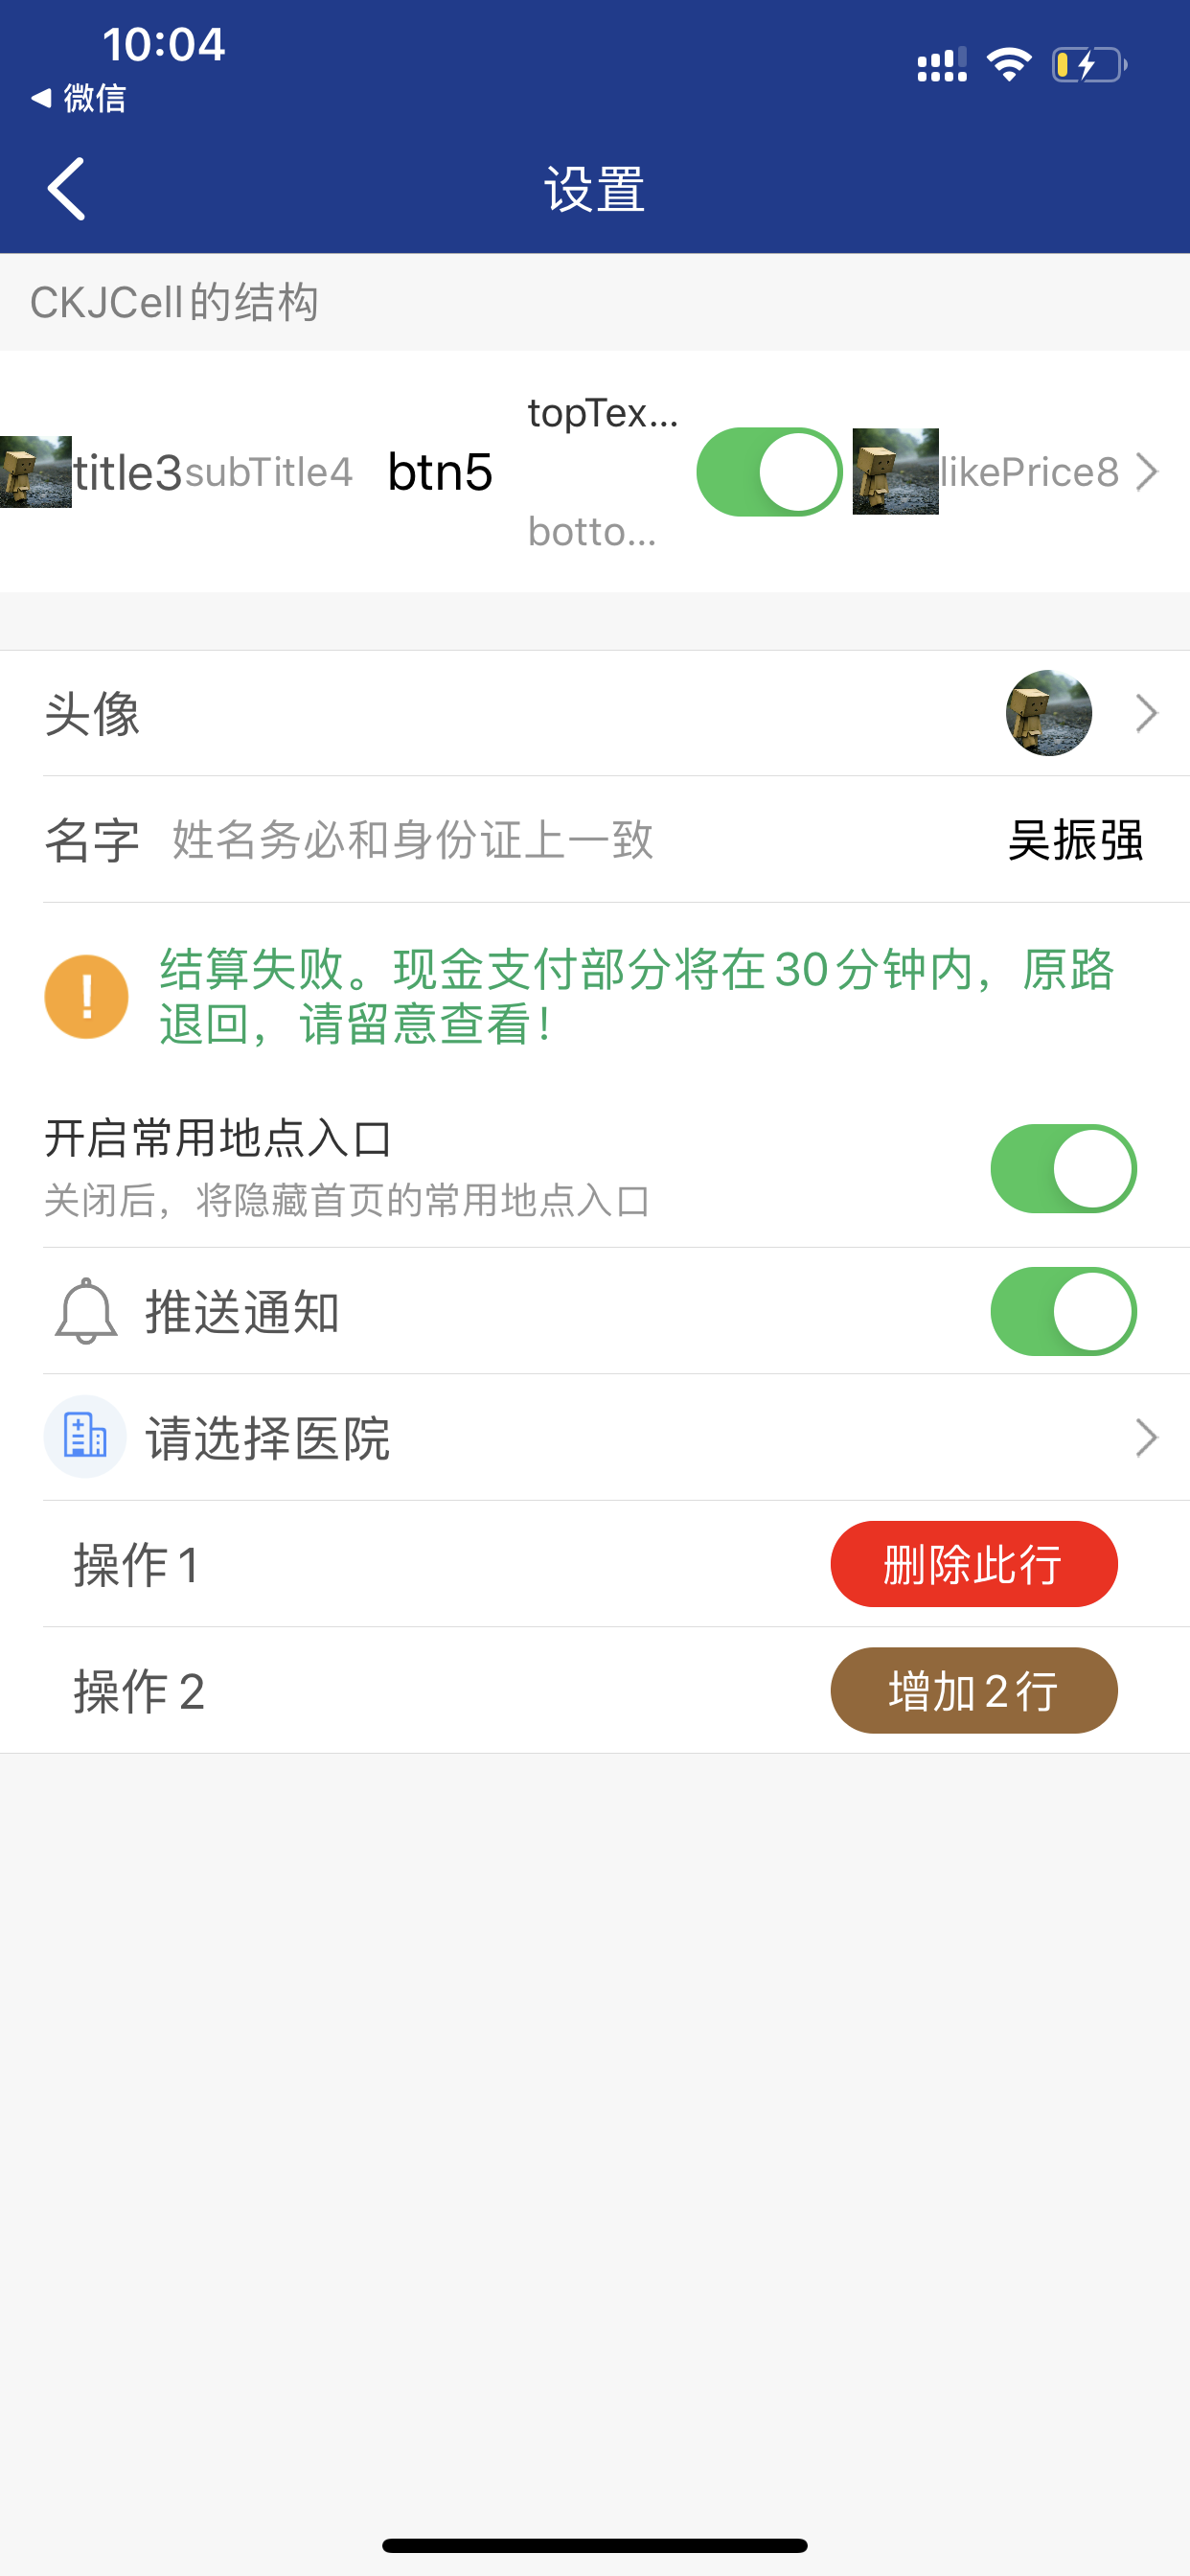 10:04
◀ 微信
设置
CKJCell的结构
topTex...
title3 subTitle4 btn5 likePrice8
botto...
头像
名字 姓名务必和身份证上一致 吴振强
结算失败。现金支付部分将在30分钟内，原路
退回，请留意查看！
开启常用地点入口
关闭后，将隐藏首页的常用地点入口
推送通知
请选择医院
操作1 删除此行
操作2 增加2行